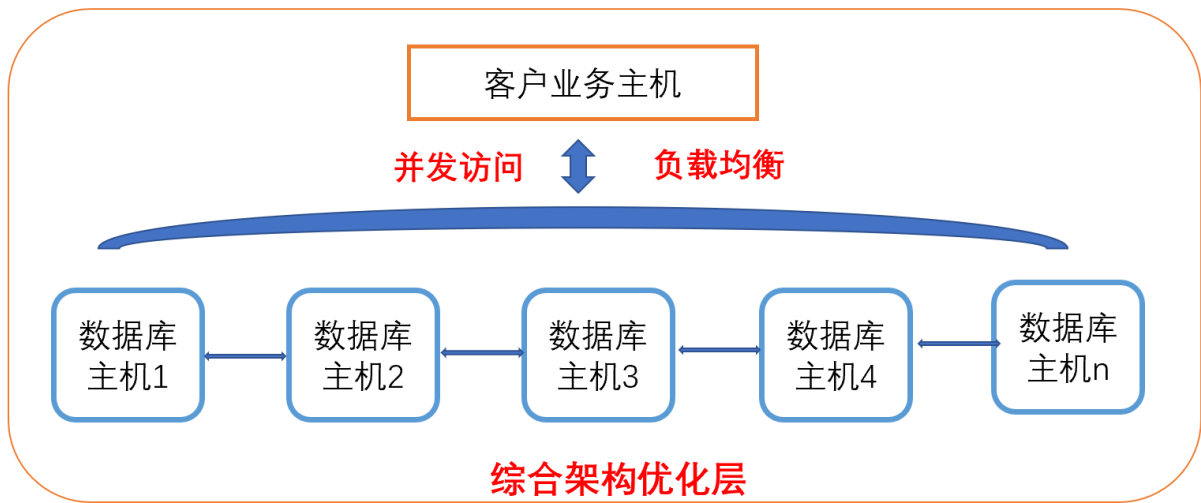 客户业务主机
并发访问
负载均衡
数据库
主机1
数据库
主机2
数据库
主机3
数据库
主机4
数据库
主机n
综合架构优化层